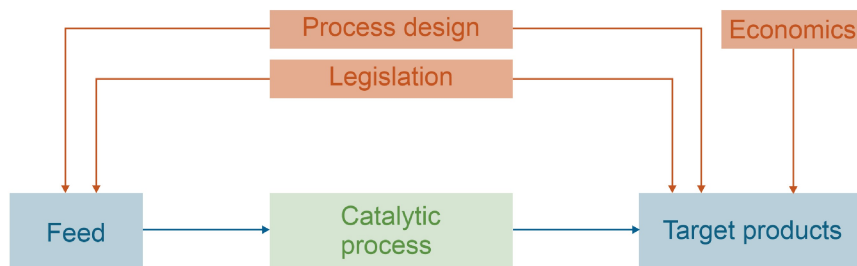 Process design
Economics
Legislation
Feed
Catalytic
process
Target products